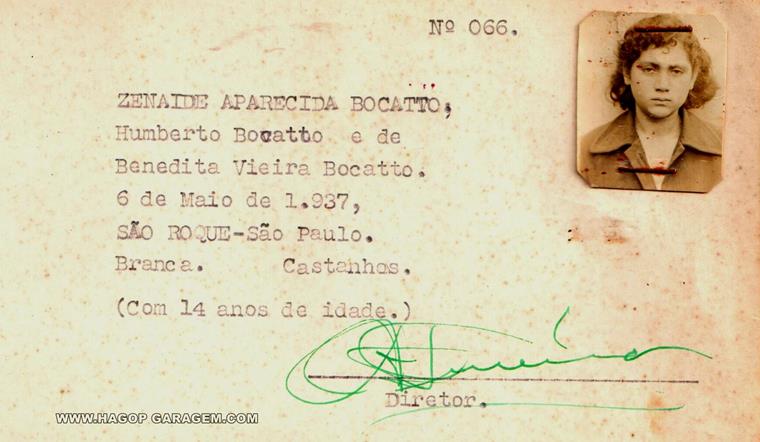 Nº 066.
ZENAIDE APARECIDA BOCATTO,
Humberto Bocatto e de
Benedita Vieira Bocatto.
6 de Maio de 1.937,
SÃO ROQUE-São Paulo.
Branca. Castanhos.
(Com 14 anos de idade.)
Diretor.
WWW.HAGOP GARAGEM.COM